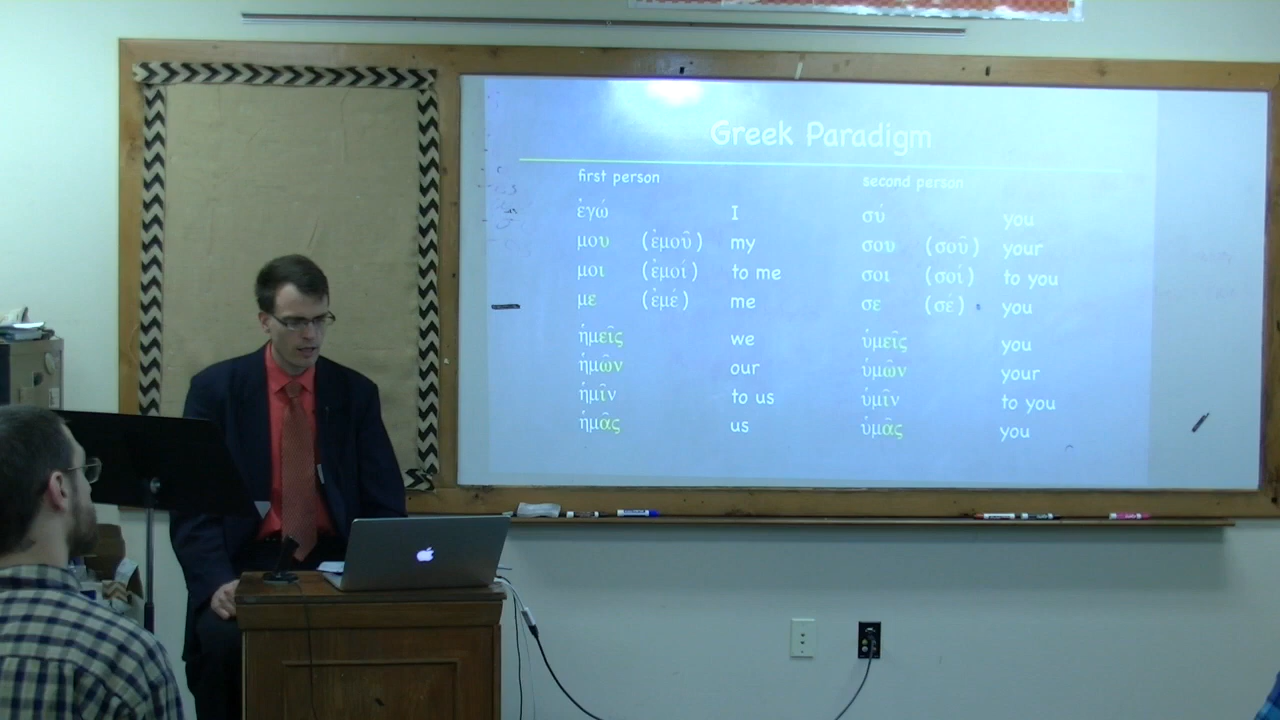 Greek Paradigm
first person second person
ἐγώ I σύ you
μου (ἐμοῦ) my σου (σοῦ) your
μοι (ἐμοί) to me σοι (σοί) to you
με (ἐμέ) me σε (σέ) you
ἡμεῖς we ὑμεῖς you
ἡμῶν our ὑμῶν your
ἡμῖν to us ὑμῖν to you
ἡμᾶς us ὑμᾶς you